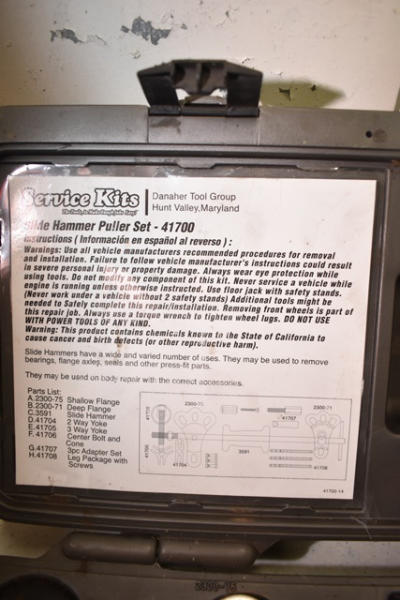 Service Kits
The Tools to Make Tough Jobs Easy!
Danaher Tool Group
Hunt Valley, Maryland
Slide Hammer Puller Set - 41700
Instructions ( Información en español al reverso ) :
Warnings: Use all vehicle manufacturers recommended procedures for removal
and installation. Failure to follow vehicle manufacturer's instructions could result
in severe personal injury or property damage. Always wear eye protection while
using tools. Do not modify any component of this kit. Never service a vehicle while
engine is running unless otherwise instructed. Use floor jack with safety stands.
(Never work under a vehicle without 2 safety stands) Additional tools might be
needed to Safely complete this repair/installation. Removing front wheels is part of
this repair job. Always use a torque wrench to tighten wheel lugs. DO NOT USE
WITH POWER TOOLS OF ANY KIND.
Warning: This product contains chemicals known to the State of California to
cause cancer and birth defects (or other reproductive harm).
Slide Hammers have a wide and varied number of uses. They may be used to remove
bearings, flange axles, seals and other press-fit parts.
They may be used on body repair with the correct accessories.
Parts List:
A.2300-75 Shallow Flange
B.2300-71 Deep Flange
C.3591 Slide Hammer
D.41704 2 Way Yoke
E.41705 3 Way Yoke
F.41706 Center Bolt and
Cone
G.41707 3pc Adapter Set
H.41708 Leg Package with
Screws
41705
2300-75
2300-71
41707
41706
41704
3591
41708
41700-14